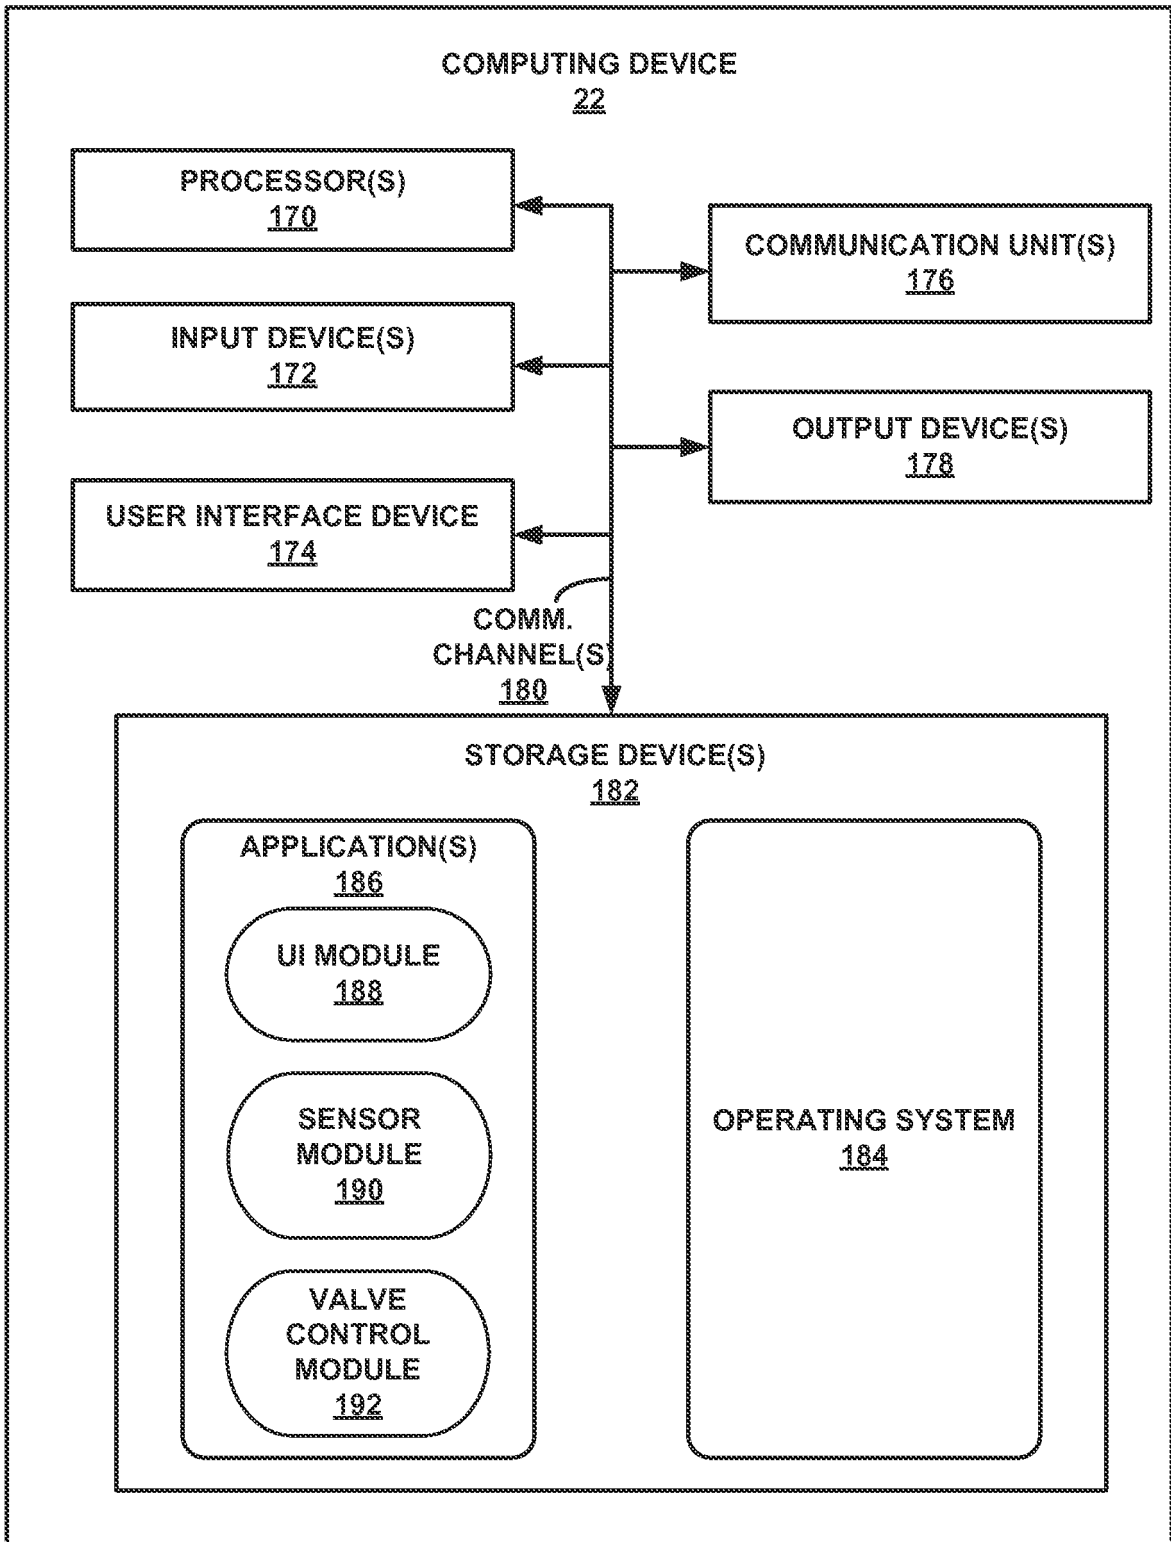 COMPUTING DEVICE
22
PROCESSOR(S)
170
COMMUNICATION UNIT(S)
176
INPUT DEVICE(S)
172
OUTPUT DEVICE(S)
178
USER INTERFACE DEVICE
174
COMM.
CHANNEL(S)
180
STORAGE DEVICE(S)
182
APPLICATION(S)
186
UI MODULE
188
SENSOR
MODULE
190
VALVE
CONTROL
MODULE
192
OPERATING SYSTEM
184